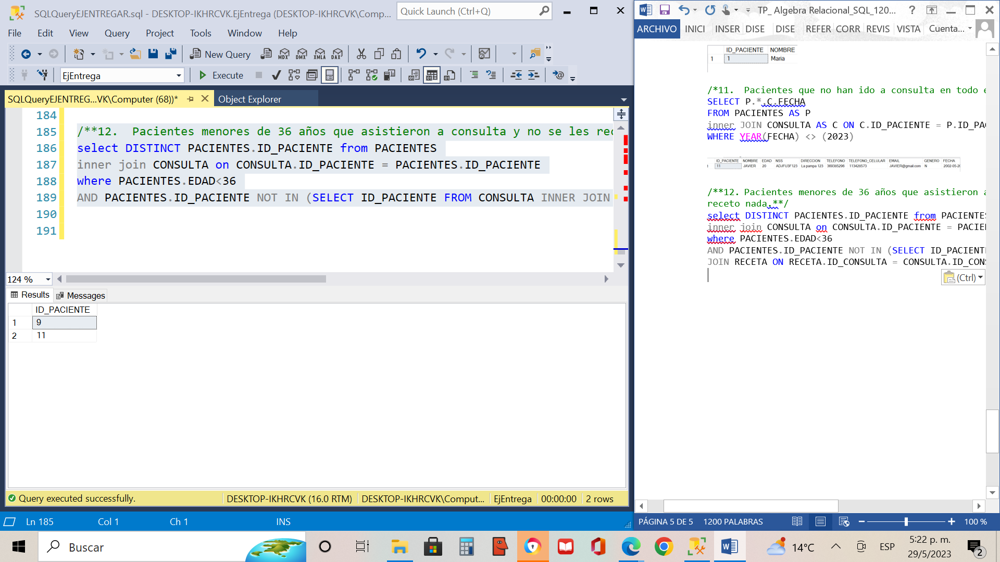 SQLQueryEJENTREGAR.sql - DESKTOP-IKHRCVK.EjEntrega (DESKTOP-IKHRCVK\Comp...
Quick Launch (Ctrl+Q)
File Edit View Query Project Tools Window Help
New Query
MDX DMX XMLA DAX
EjEntrega
Execute
SQLQueryEJENTREG...VK\Computer (68))*
Object Explorer
184
185 /**12.  Pacientes menores de 36 años que asistieron a consulta y no se les rec
186 select DISTINCT PACIENTES.ID_PACIENTE from PACIENTES
187 inner join CONSULTA on CONSULTA.ID_PACIENTE = PACIENTES.ID_PACIENTE
188 where PACIENTES.EDAD<36
189 AND PACIENTES.ID_PACIENTE NOT IN (SELECT ID_PACIENTE FROM CONSULTA INNER JOIN
190
191
124 %
Results Messages
ID_PACIENTE
1 9
2 11
Query executed successfully.
DESKTOP-IKHRCVK (16.0 RTM)
DESKTOP-IKHRCVK\Comput...
EjEntrega
00:00:00
2 rows
Ln 185 Col 1 Ch 1 INS
TP_ Algebra Relacional_SQL_120...
ARCHIVO INICI INSER DISE DISE REFER CORR REVIS VISTA Cuenta...
ID_PACIENTE NOMBRE
1 1 Maria
/*11.  Pacientes que no han ido a consulta en todo e
SELECT P.*,C.FECHA
FROM PACIENTES AS P
inner JOIN CONSULTA AS C ON C.ID_PACIENTE = P.ID_PA
WHERE YEAR(FECHA) <> (2023)
ID_PACIENTE NOMBRE EDAD NSS DIRECCION TELEFONO TELEFONO_CELULAR EMAIL GENERO FECHA
1 11 JAVIER 20 ADJFU3F123 La pampa 123 369385296 113428573 JAVIER@gmail.com N 2002-05-20
/**12. Pacientes menores de 36 años que asistieron a
receto nada.**/
select DISTINCT PACIENTES.ID_PACIENTE from PACIENTES
inner join CONSULTA on CONSULTA.ID_PACIENTE = PACIEN
where PACIENTES.EDAD<36
AND PACIENTES.ID_PACIENTE NOT IN (SELECT ID_PACIENT
JOIN RECETA ON RECETA.ID_CONSULTA = CONSULTA.ID_CONS
(Ctrl)
PÁGINA 5 DE 5 1200 PALABRAS
100 %
Buscar
14°C
ESP
5:22 p. m.
29/5/2023
2